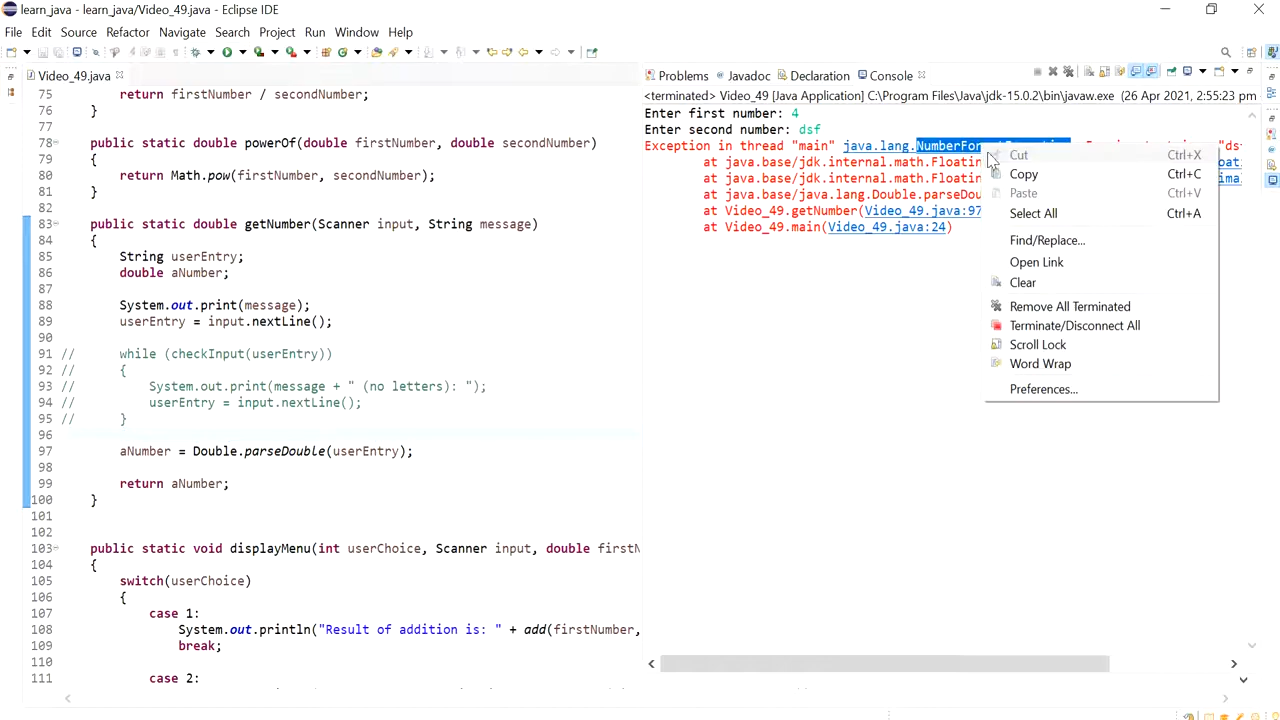 learn_java - learn_java/Video_49.java - Eclipse IDE
File Edit Source Refactor Navigate Search Project Run Window Help
Video_49.java
75 return firstNumber / secondNumber;
76 }
77
78 public static double powerOf(double firstNumber, double secondNumber)
79 {
80 return Math.pow(firstNumber, secondNumber);
81 }
82
83 public static double getNumber(Scanner input, String message)
84 {
85 String userEntry;
86 double aNumber;
87
88 System.out.print(message);
89 userEntry = input.nextLine();
90
91 // while (checkInput(userEntry))
92 // {
93 // System.out.print(message + " (no letters): ");
94 // userEntry = input.nextLine();
95 // }
96
97 aNumber = Double.parseDouble(userEntry);
98
99 return aNumber;
100 }
101
102
103 public static void displayMenu(int userChoice, Scanner input, double firstN
104 {
105 switch(userChoice)
106 {
107 case 1:
108 System.out.println("Result of addition is: " + add(firstNumber,
109 break;
110
111 case 2:
Problems Javadoc Declaration Console
<terminated> Video_49 [Java Application] C:\Program Files\Java\jdk-15.0.2\bin\javaw.exe (26 Apr 2021, 2:55:23 pm
Enter first number: 4
Enter second number: dsf
Exception in thread "main" java.lang.NumberFor "ds
at java.base/jdk.internal.math.Floatin
at java.base/jdk.internal.math.Floatin
at java.base/java.lang.Double.parseDou
at Video_49.getNumber(Video_49.java:97
at Video_49.main(Video_49.java:24)
Cut Ctrl+X
Copy Ctrl+C
Paste Ctrl+V
Select All Ctrl+A
Find/Replace...
Open Link
Clear
Remove All Terminated
Terminate/Disconnect All
Scroll Lock
Word Wrap
Preferences...